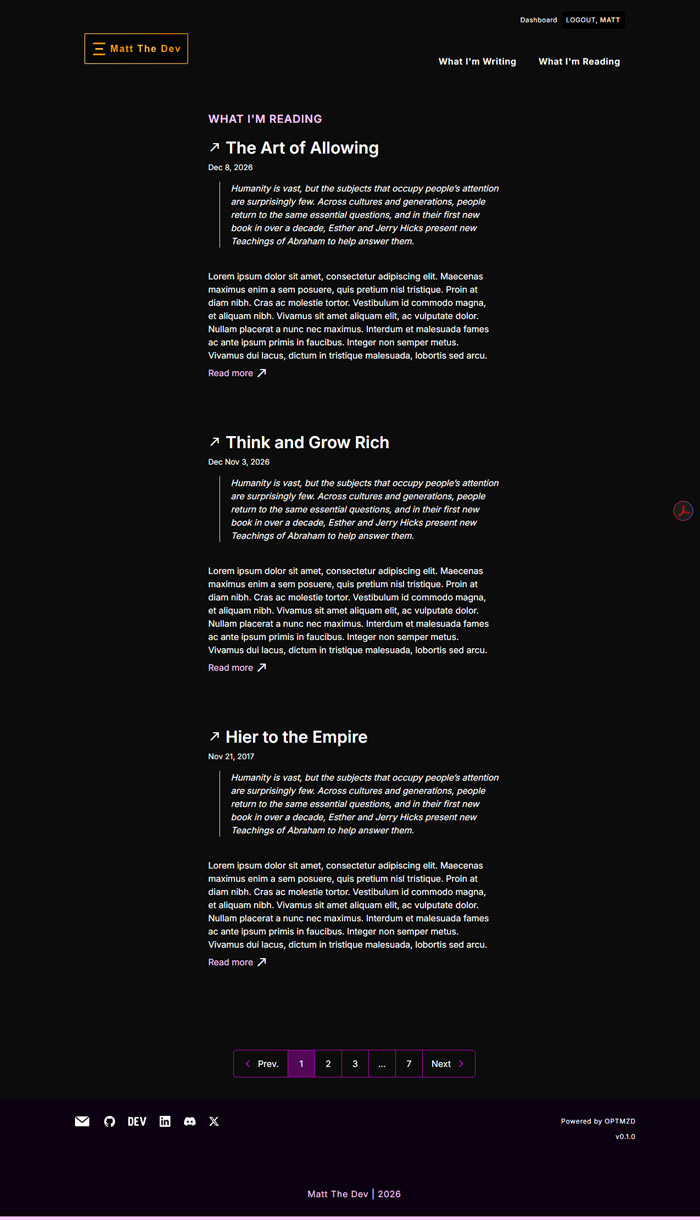 Dashboard LOGOUT, MATT
Matt The Dev
What I'm Writing What I'm Reading
WHAT I'M READING
The Art of Allowing
Dec 8, 2026
Humanity is vast, but the subjects that occupy people's attention
are surprisingly few. Across cultures and generations, people
return to the same essential questions, and in their first new
book in over a decade, Esther and Jerry Hicks present new
Teachings of Abraham to help answer them.
Lorem ipsum dolor sit amet, consectetur adipiscing elit. Maecenas
maximus enim a sem posuere, quis pretium nisl tristique. Proin at
diam nibh. Cras ac molestie tortor. Vestibulum id commodo magna,
et aliquam nibh. Vivamus sit amet aliquam elit, ac vulputate dolor.
Nullam placerat a nunc nec maximus. Interdum et malesuada fames
ac ante ipsum primis in faucibus. Integer non semper metus.
Vivamus dui lacus, dictum in tristique malesuada, lobortis sed arcu.
Read more
Think and Grow Rich
Dec Nov 3, 2026
Humanity is vast, but the subjects that occupy people's attention
are surprisingly few. Across cultures and generations, people
return to the same essential questions, and in their first new
book in over a decade, Esther and Jerry Hicks present new
Teachings of Abraham to help answer them.
Lorem ipsum dolor sit amet, consectetur adipiscing elit. Maecenas
maximus enim a sem posuere, quis pretium nisl tristique. Proin at
diam nibh. Cras ac molestie tortor. Vestibulum id commodo magna,
et aliquam nibh. Vivamus sit amet aliquam elit, ac vulputate dolor.
Nullam placerat a nunc nec maximus. Interdum et malesuada fames
ac ante ipsum primis in faucibus. Integer non semper metus.
Vivamus dui lacus, dictum in tristique malesuada, lobortis sed arcu.
Read more
Hier to the Empire
Nov 21, 2017
Humanity is vast, but the subjects that occupy people's attention
are surprisingly few. Across cultures and generations, people
return to the same essential questions, and in their first new
book in over a decade, Esther and Jerry Hicks present new
Teachings of Abraham to help answer them.
Lorem ipsum dolor sit amet, consectetur adipiscing elit. Maecenas
maximus enim a sem posuere, quis pretium nisl tristique. Proin at
diam nibh. Cras ac molestie tortor. Vestibulum id commodo magna,
et aliquam nibh. Vivamus sit amet aliquam elit, ac vulputate dolor.
Nullam placerat a nunc nec maximus. Interdum et malesuada fames
ac ante ipsum primis in faucibus. Integer non semper metus.
Vivamus dui lacus, dictum in tristique malesuada, lobortis sed arcu.
Read more
Prev. 1 2 3 ... 7 Next
DEV in X
Powered by OPTMZD
v0.1.0
Matt The Dev | 2026